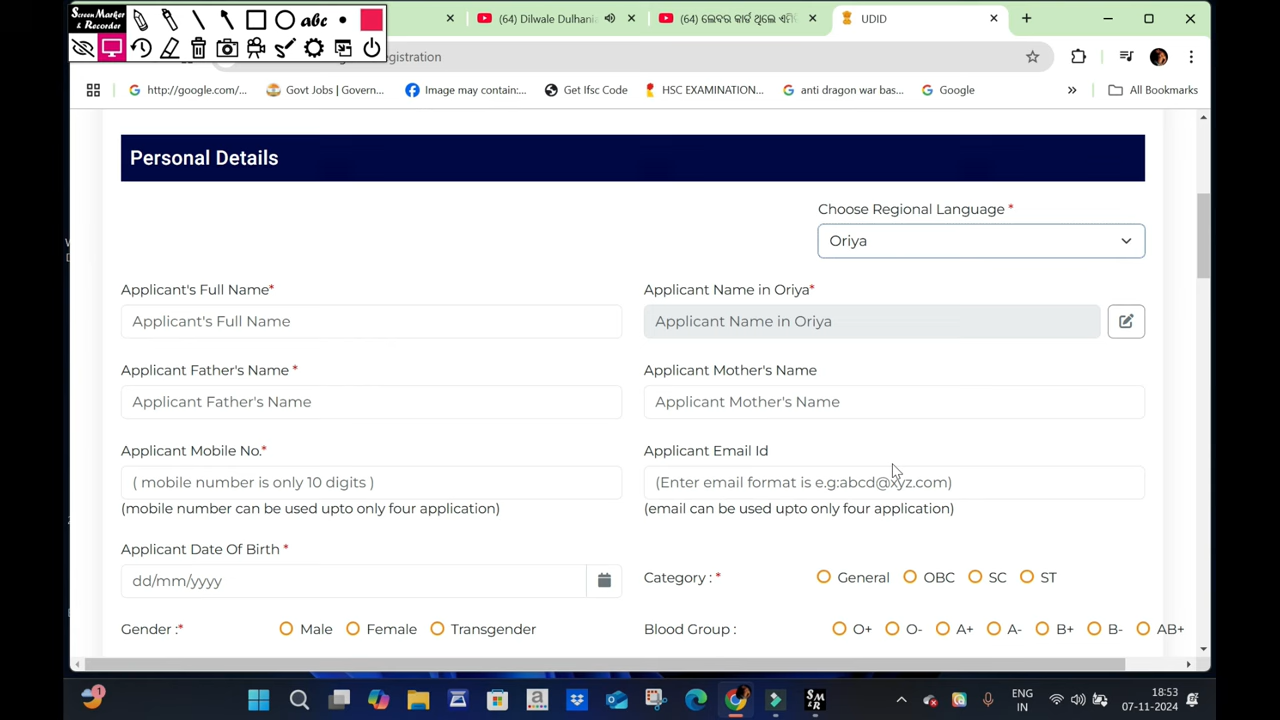 Screen Marker
& Recorder
abc
(64) Dilwale Dulhania
(64) ଲେବର କାର୍ଡ ଥିଲେ ଏମି
UDID
egistration
http://google.com/...
Govt Jobs | Govern...
Image may contain:...
Get Ifsc Code
HSC EXAMINATION...
anti dragon war bas...
Google
»
All Bookmarks
Personal Details
Choose Regional Language *
Oriya
Applicant's Full Name*
Applicant Name in Oriya*
Applicant's Full Name
Applicant Name in Oriya
Applicant Father's Name *
Applicant Mother's Name
Applicant Father's Name
Applicant Mother's Name
Applicant Mobile No.*
Applicant Email Id
( mobile number is only 10 digits )
(Enter email format is e.g:abcd@xyz.com)
(mobile number can be used upto only four application)
(email can be used upto only four application)
Applicant Date Of Birth *
dd/mm/yyyy
Category : *
General
OBC
SC
ST
Gender :*
Male
Female
Transgender
Blood Group :
O+
O-
A+
A-
B+
B-
AB+
1
a
S M
& R
ENG
IN
18:53
07-11-2024